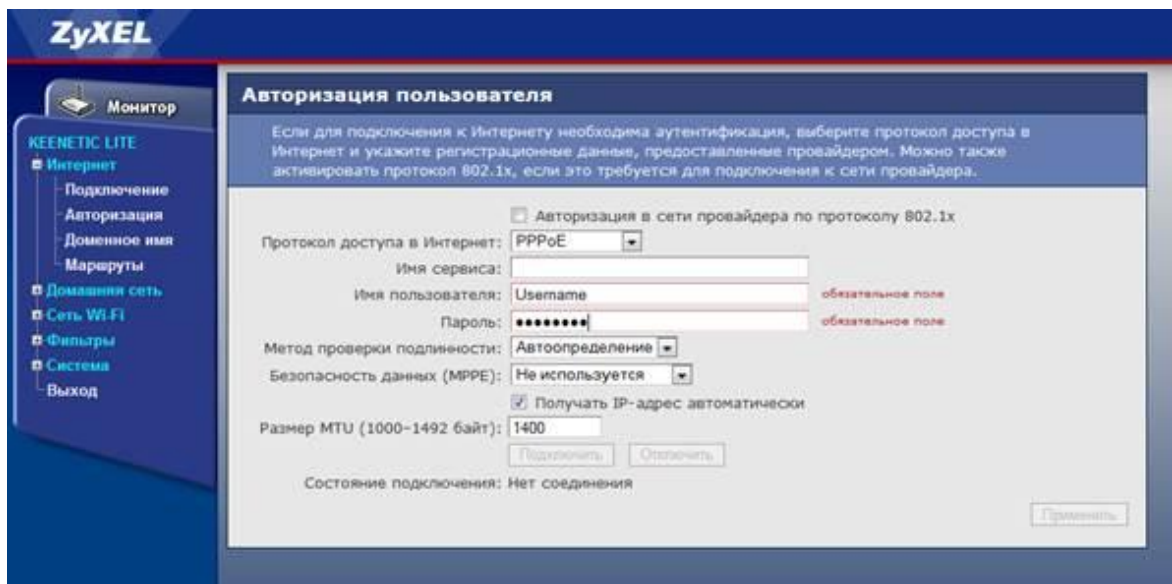 ZyXEL
Монитор
KEENETIC LITE
Интернет
Подключение
Авторизация
Доменное имя
Маршруты
Домашняя сеть
Сеть Wi-Fi
Фильтры
Система
Выход
Авторизация пользователя
Если для подключения к Интернету необходима аутентификация, выберите протокол доступа в
Интернет и укажите регистрационные данные, предоставленные провайдером. Можно также
активировать протокол 802.1x, если это требуется для подключения к сети провайдера.
Авторизация в сети провайдера по протоколу 802.1x
Протокол доступа в Интернет: PPPoE
Имя сервиса:
Имя пользователя: Username обязательное поле
Пароль: ●●●●●●●● обязательное поле
Метод проверки подлинности: Автоопределение
Безопасность данных (MPPE): Не используется
Получать IP-адрес автоматически
Размер MTU (1000-1492 байт): 1400
Подключить Отключить
Состояние подключения: Нет соединения
Применить